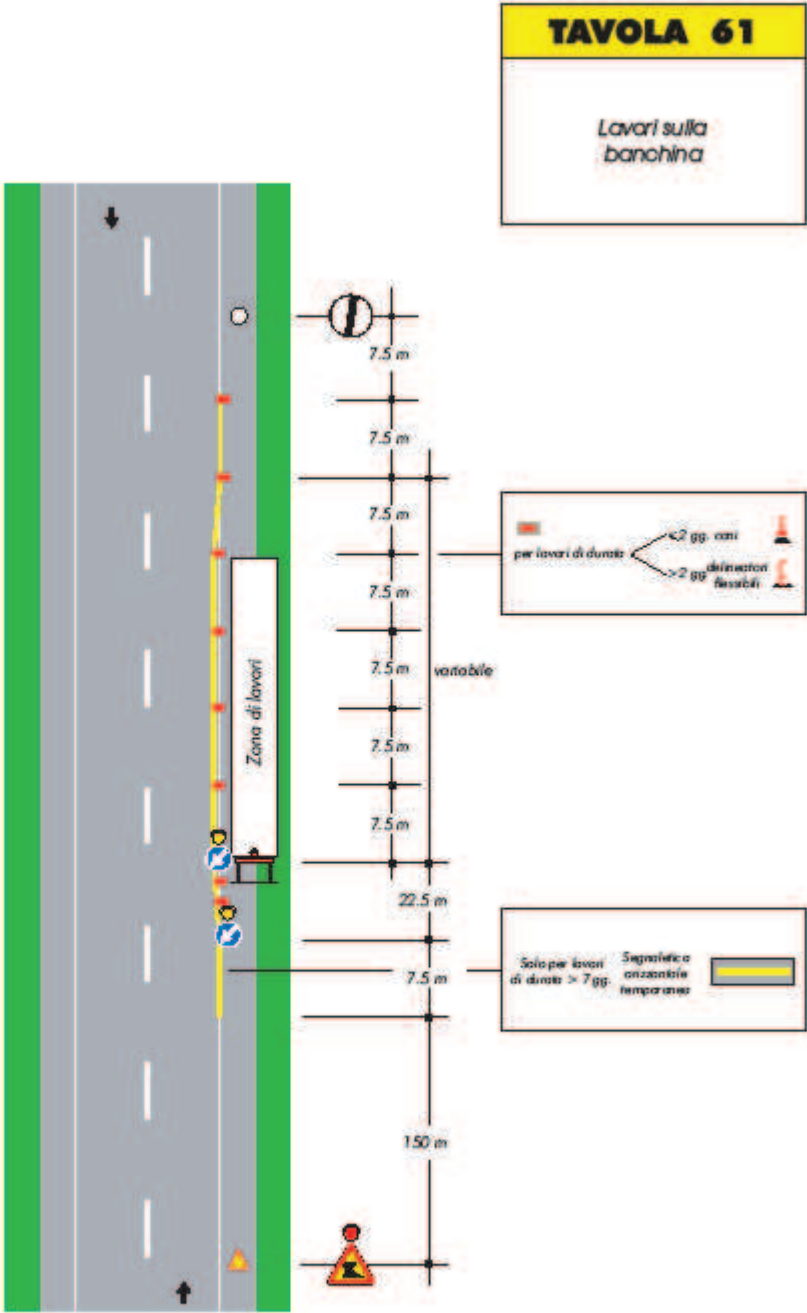 TAVOLA 61
Lavori sulla
banchina
7.5 m
7.5 m
7.5 m
7.5 m
7.5 m
7.5 m
7.5 m
variabile
22.5 m
7.5 m
150 m
Zona di lavori
per lavori di durata
<2 gg. coni
>2 gg delineatori
flessibili
Solo per lavori
di durata > 7 gg.
Segnaletica
orizzontale
temporanea